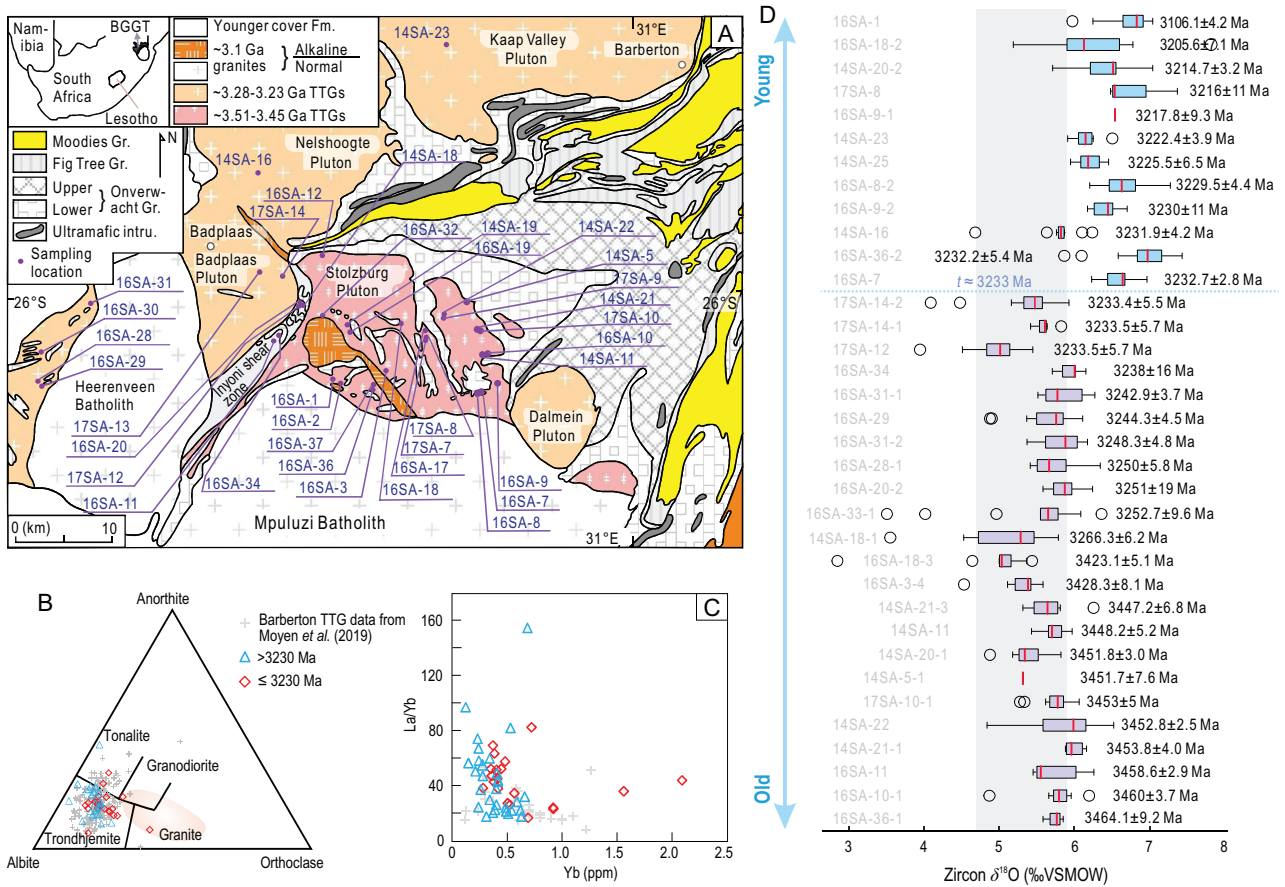 A
Nam-
ibia
BGGT
South
Africa
Lesotho
Younger cover Fm.
~3.1 Ga
granites
Alkaline
Normal
~3.28-3.23 Ga TTGs
~3.51-3.45 Ga TTGs
Moodies Gr.
Fig Tree Gr.
Upper
Lower
Onverw-
acht Gr.
Ultramafic intru.
Sampling
location
N
31°E
14SA-23
Kaap Valley
Pluton
Barberton
Nelshoogte
Pluton
14SA-16
14SA-18
16SA-12
17SA-14
16SA-32
14SA-19
16SA-19
14SA-22
14SA-5
17SA-9
14SA-21
17SA-10
16SA-10
14SA-11
Badplaas
Badplaas
Pluton
Stolzburg
Pluton
26°S
26°S
16SA-31
16SA-30
16SA-28
16SA-29
Heerenveen
Batholith
Inyoni shear
zone
17SA-13
16SA-20
17SA-12
16SA-11
16SA-34
16SA-1
16SA-2
16SA-37
16SA-36
16SA-3
17SA-8
17SA-7
16SA-17
16SA-18
Dalmein
Pluton
16SA-9
16SA-7
16SA-8
Mpuluzi Batholith
0 (km) 10
31°E
B
Anorthite
Tonalite
Granodiorite
Trondhjemite
Granite
Albite
Orthoclase
Barberton TTG data from
Moyen et al. (2019)
>3230 Ma
≤ 3230 Ma
C
La/Yb
160
120
80
40
0
0 0.5 1.0 1.5 2.0 2.5
Yb (ppm)
D
Young
Old
16SA-1 3106.1±4.2 Ma
16SA-18-2 3205.6±7.1 Ma
14SA-20-2 3214.7±3.2 Ma
17SA-8 3216±11 Ma
16SA-9-1 3217.8±9.3 Ma
14SA-23 3222.4±3.9 Ma
14SA-25 3225.5±6.5 Ma
16SA-8-2 3229.5±4.4 Ma
16SA-9-2 3230±11 Ma
14SA-16 3231.9±4.2 Ma
16SA-36-2 3232.2±5.4 Ma
16SA-7 3232.7±2.8 Ma
t ≈ 3233 Ma
17SA-14-2 3233.4±5.5 Ma
17SA-14-1 3233.5±5.7 Ma
17SA-12 3233.5±5.7 Ma
16SA-34 3238±16 Ma
16SA-31-1 3242.9±3.7 Ma
16SA-29 3244.3±4.5 Ma
16SA-31-2 3248.3±4.8 Ma
16SA-28-1 3250±5.8 Ma
16SA-20-2 3251±19 Ma
16SA-33-1 3252.7±9.6 Ma
14SA-18-1 3266.3±6.2 Ma
16SA-18-3 3423.1±5.1 Ma
16SA-3-4 3428.3±8.1 Ma
14SA-21-3 3447.2±6.8 Ma
14SA-11 3448.2±5.2 Ma
14SA-20-1 3451.8±3.0 Ma
14SA-5-1 3451.7±7.6 Ma
17SA-10-1 3453±5 Ma
14SA-22 3452.8±2.5 Ma
14SA-21-1 3453.8±4.0 Ma
16SA-11 3458.6±2.9 Ma
16SA-10-1 3460±3.7 Ma
16SA-36-1 3464.1±9.2 Ma
3 4 5 6 7 8
Zircon δ¹⁸O (‰VSMOW)